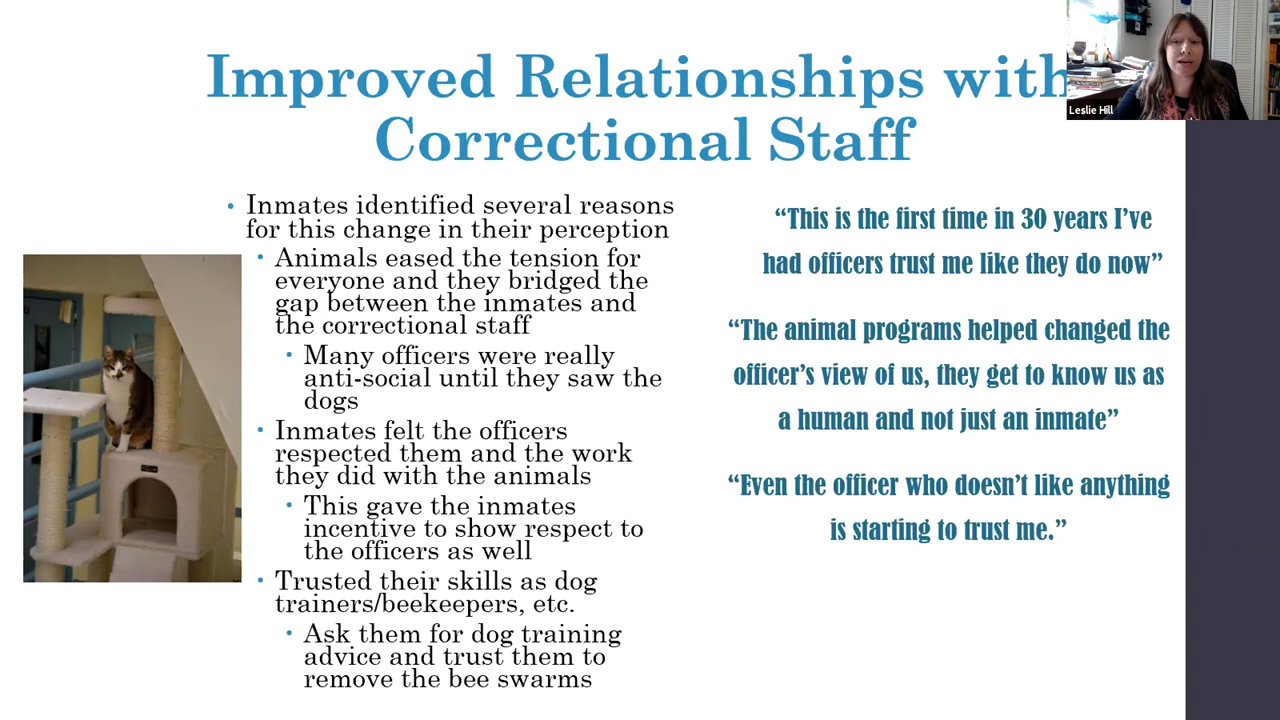 Improved Relationships with
Correctional Staff
Leslie Hill
• Inmates identified several reasons
for this change in their perception
• Animals eased the tension for
everyone and they bridged the
gap between the inmates and
the correctional staff
• Many officers were really
anti-social until they saw the
dogs
• Inmates felt the officers
respected them and the work
they did with the animals
• This gave the inmates
incentive to show respect to
the officers as well
• Trusted their skills as dog
trainers/beekeepers, etc.
• Ask them for dog training
advice and trust them to
remove the bee swarms
“This is the first time in 30 years I’ve
had officers trust me like they do now”
“The animal programs helped changed the
officer’s view of us, they get to know us as
a human and not just an inmate”
“Even the officer who doesn’t like anything
is starting to trust me.”